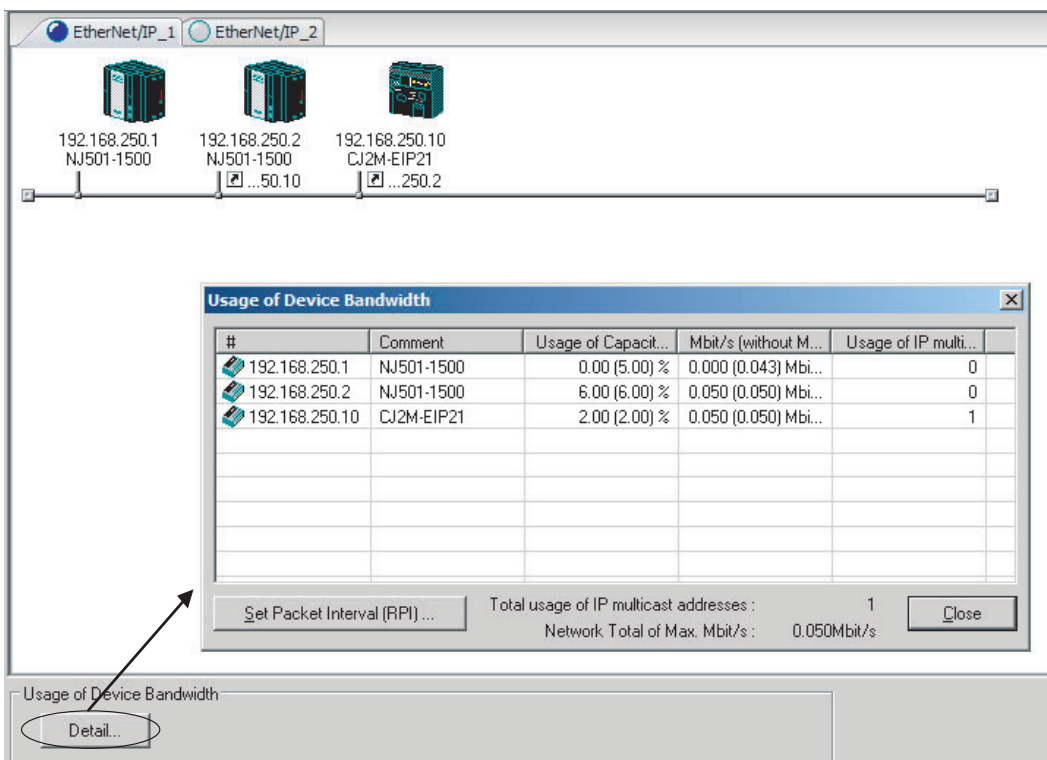 EtherNet/IP_1 EtherNet/IP_2
192.168.250.1 192.168.250.2 192.168.250.10
NJ501-1500 NJ501-1500 CJ2M-EIP21
...50.10 ...250.2
Usage of Device Bandwidth
# Comment Usage of Capacit... Mbit/s (without M... Usage of IP multi...
192.168.250.1 NJ501-1500 0.00 (5.00) % 0.000 (0.043) Mbi... 0
192.168.250.2 NJ501-1500 6.00 (6.00) % 0.050 (0.050) Mbi... 0
192.168.250.10 CJ2M-EIP21 2.00 (2.00) % 0.050 (0.050) Mbi... 1
Set Packet Interval (RPI) ... Total usage of IP multicast addresses : 1 Close
Network Total of Max. Mbit/s : 0.050Mbit/s
Usage of Device Bandwidth
Detail...